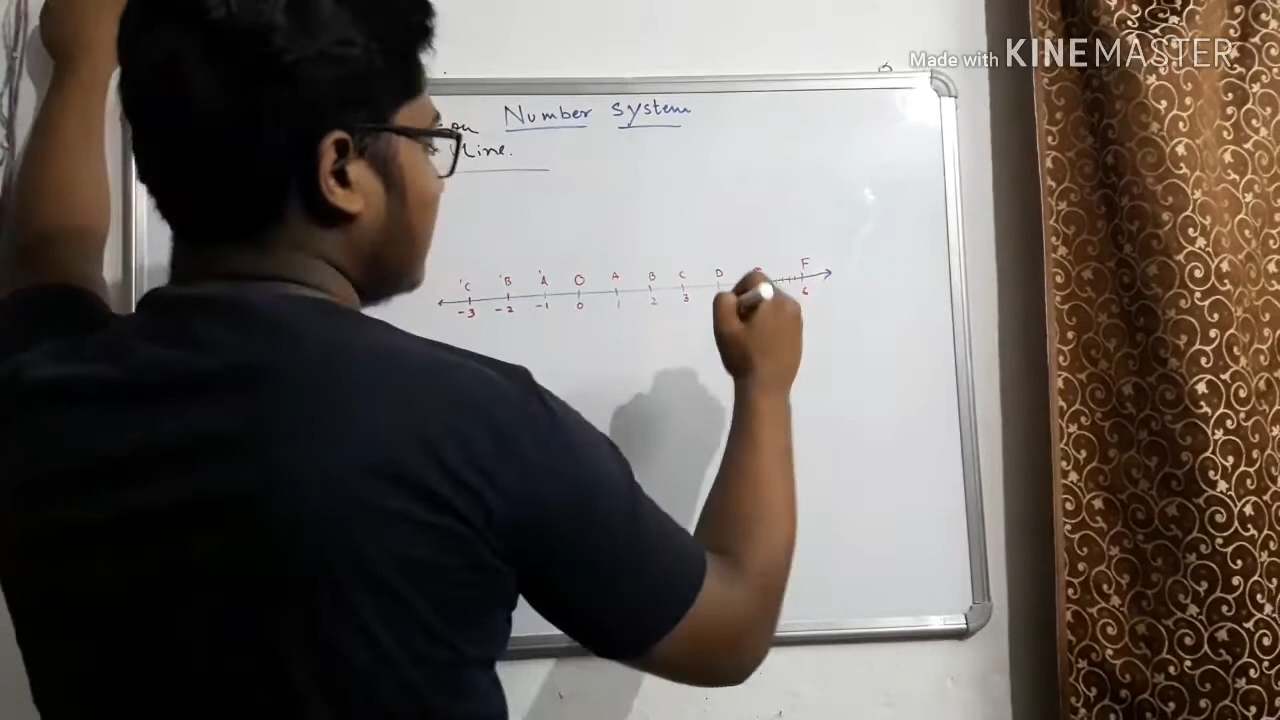 Made with KINEMASTER
Number system
line.
'C 'B 'A O A B C D F
-3 -2 -1 0 1 2 3 6